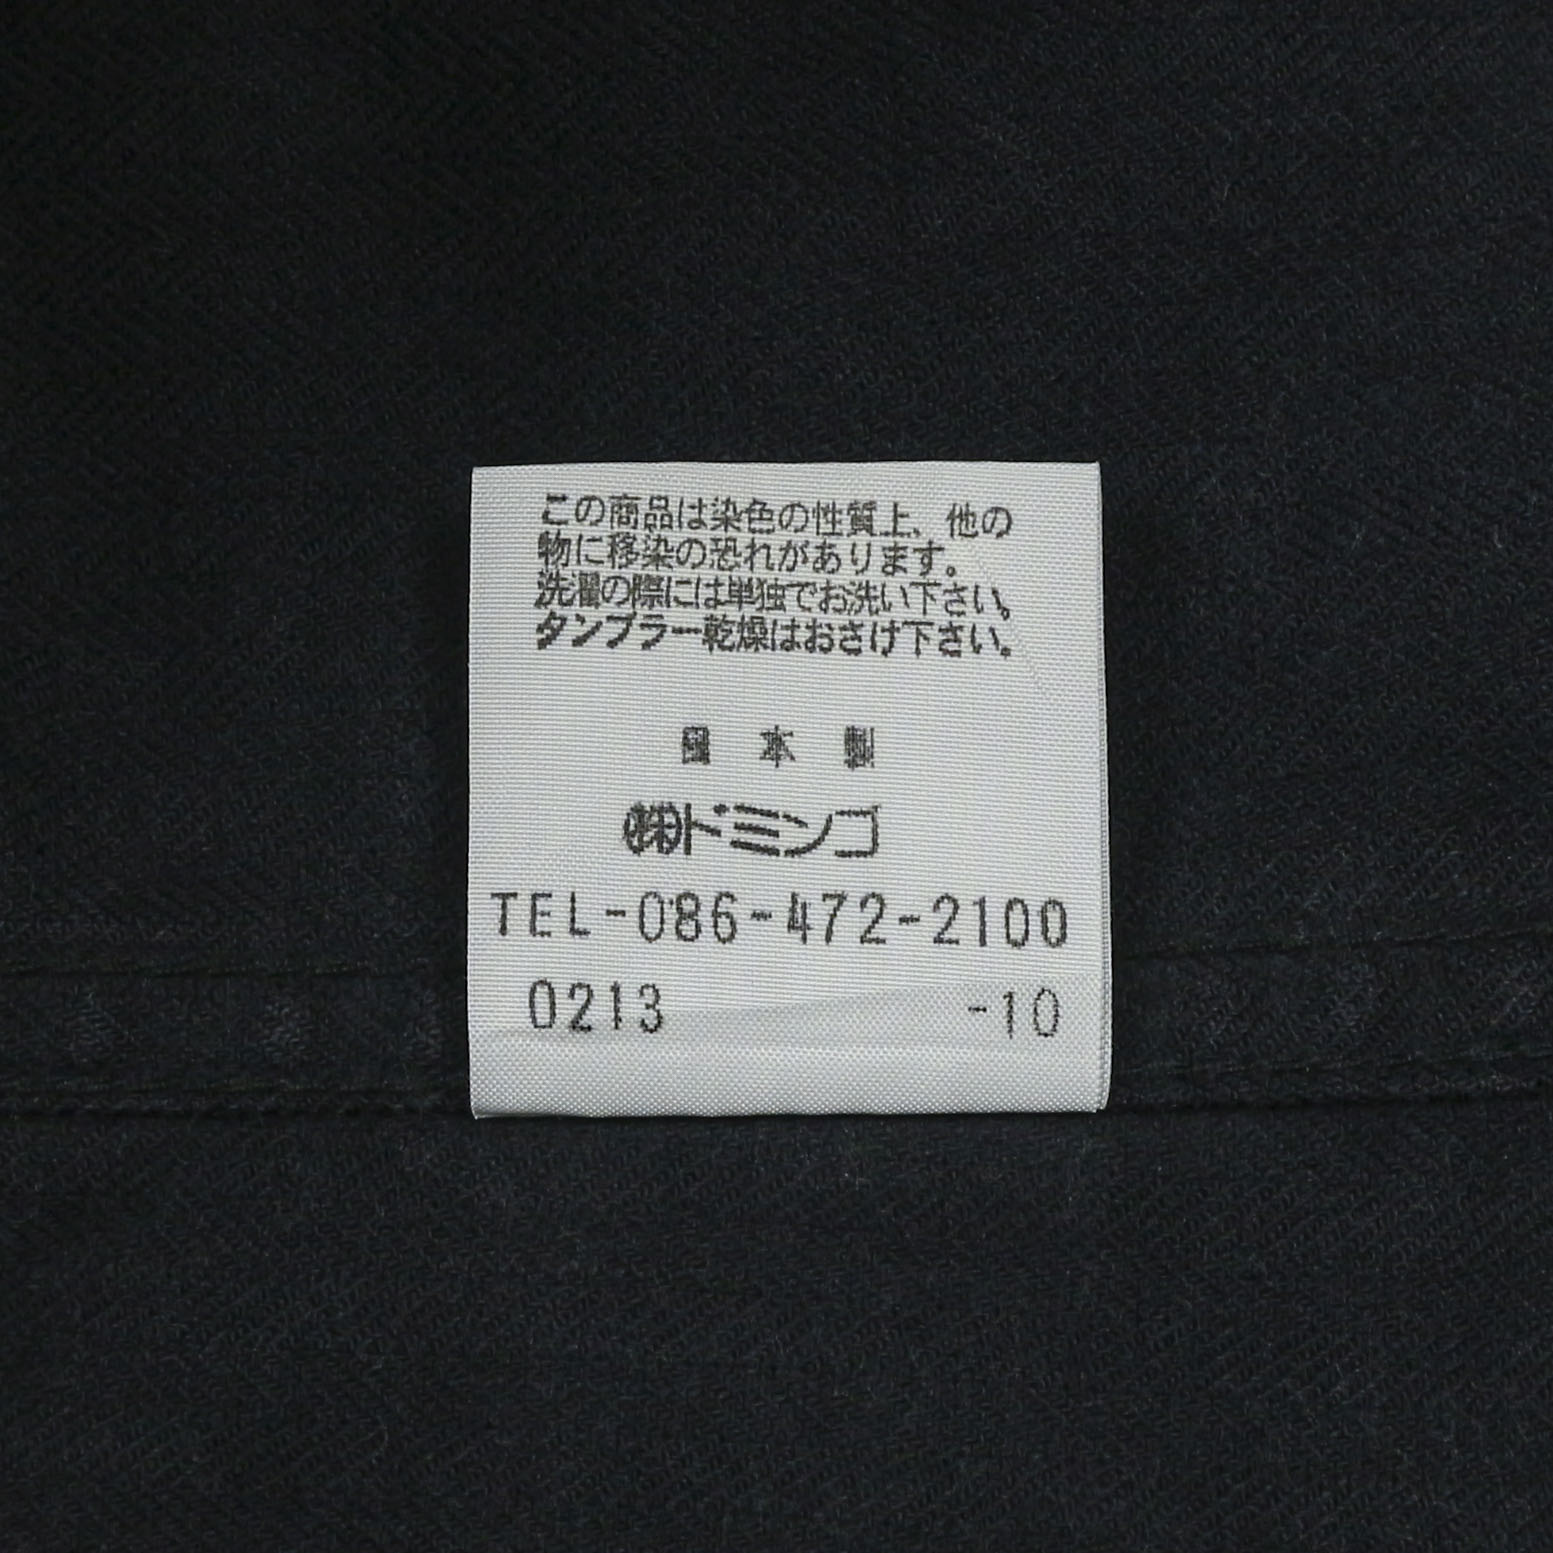 この商品は染色の性質上、他の
物に移染の恐れがあります。
洗濯の際には単独でお洗い下さい。
タンブラー乾燥はおさけ下さい。
日本製
㈱ドミンゴ
TEL-086-472-2100
0213 -10